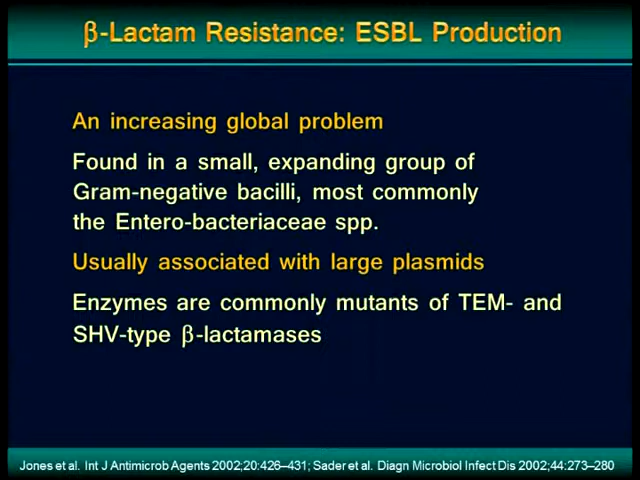 β-Lactam Resistance: ESBL Production
An increasing global problem
Found in a small, expanding group of
Gram-negative bacilli, most commonly
the Entero-bacteriaceae spp.
Usually associated with large plasmids
Enzymes are commonly mutants of TEM- and
SHV-type β-lactamases
Jones et al. Int J Antimicrob Agents 2002;20:426–431; Sader et al. Diagn Microbiol Infect Dis 2002;44:273–280